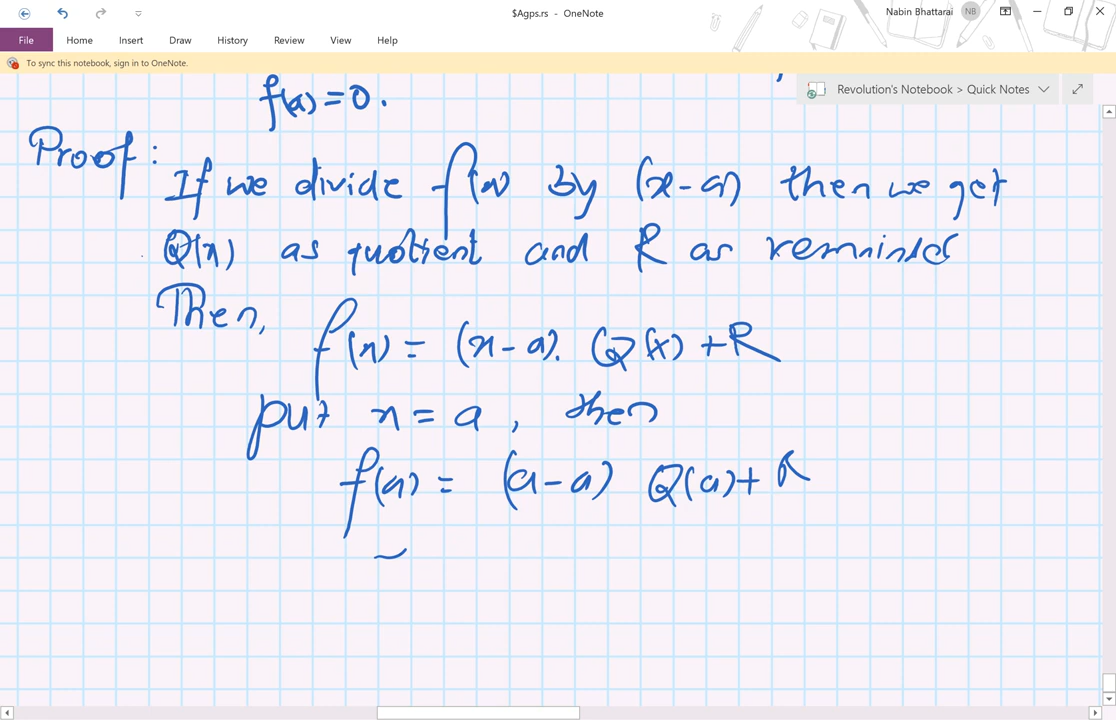 $Agps.rs - OneNote
Nabin Bhattarai NB
File Home Insert Draw History Review View Help
To sync this notebook, sign in to OneNote.
Revolution's Notebook > Quick Notes
f(a)=0.
Proof:
If we divide f(x) by (x-a) then we get
Q(x) as quotient and R as reminder
Then,
f(x) = (x-a). Q(x) + R
put x = a, then
f(a) = (a-a) Q(a) + R